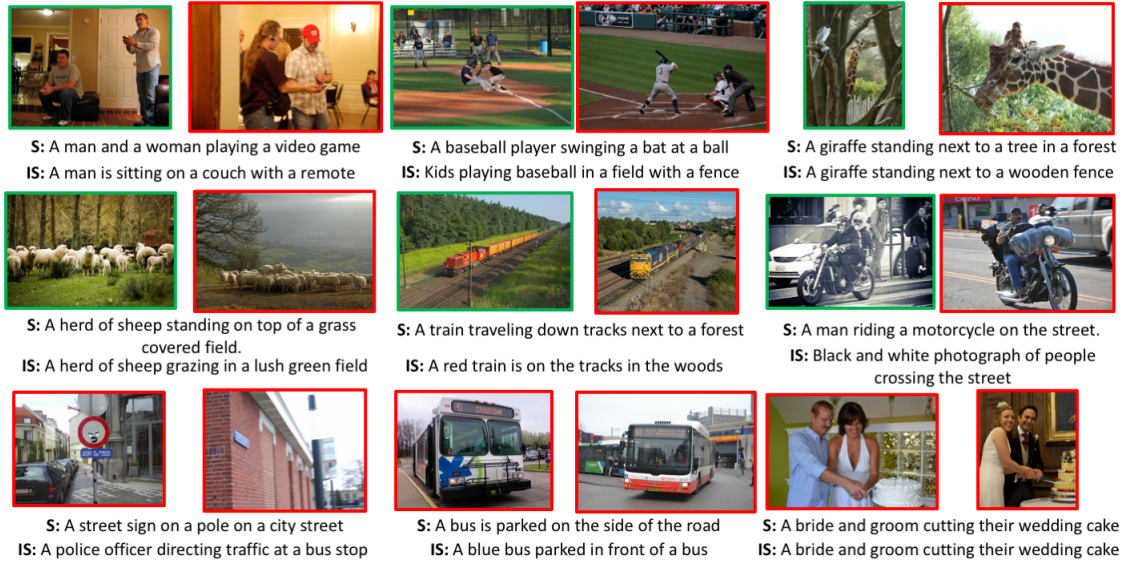 S: A man and a woman playing a video game
IS: A man is sitting on a couch with a remote
S: A baseball player swinging a bat at a ball
IS: Kids playing baseball in a field with a fence
S: A giraffe standing next to a tree in a forest
IS: A giraffe standing next to a wooden fence
S: A herd of sheep standing on top of a grass
covered field.
IS: A herd of sheep grazing in a lush green field
S: A train traveling down tracks next to a forest
IS: A red train is on the tracks in the woods
S: A man riding a motorcycle on the street.
IS: Black and white photograph of people
crossing the street
CROSSTOWN
S: A street sign on a pole on a city street
IS: A police officer directing traffic at a bus stop
S: A bus is parked on the side of the road
IS: A blue bus parked in front of a bus
S: A bride and groom cutting their wedding cake
IS: A bride and groom cutting their wedding cake